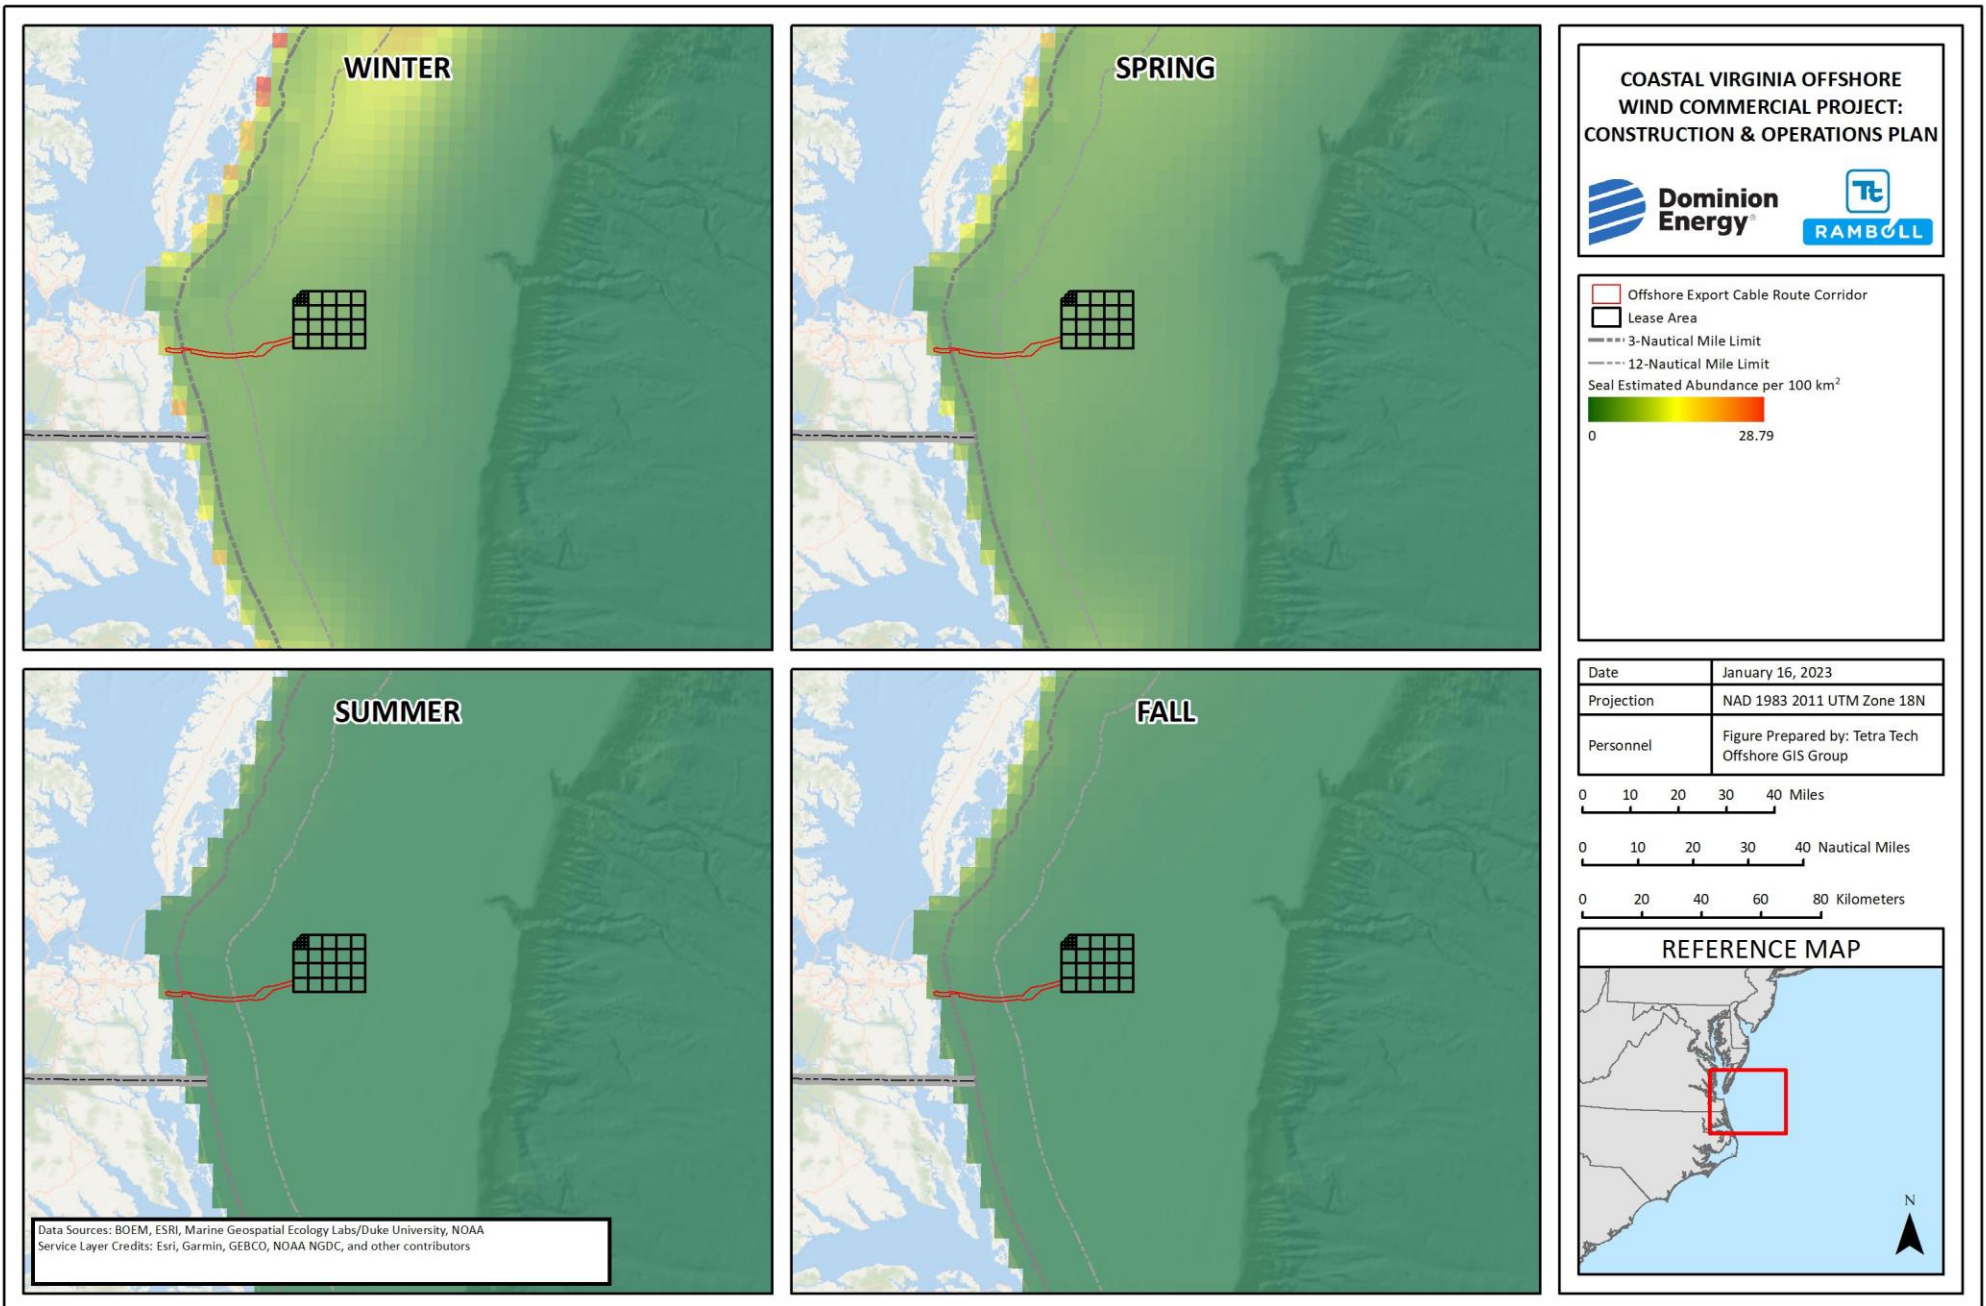 WINTER
SPRING
SUMMER
FALL
Data Sources: BOEM, ESRI, Marine Geospatial Ecology Labs/Duke University, NOAA
Service Layer Credits: Esri, Garmin, GEBCO, NOAA NGDC, and other contributors
COASTAL VIRGINIA OFFSHORE
WIND COMMERCIAL PROJECT:
CONSTRUCTION & OPERATIONS PLAN
Dominion
Energy®
Tt
RAMBOLL
Offshore Export Cable Route Corridor
Lease Area
3-Nautical Mile Limit
12-Nautical Mile Limit
Seal Estimated Abundance per 100 km²
0 28.79
Date January 16, 2023
Projection NAD 1983 2011 UTM Zone 18N
Personnel Figure Prepared by: Tetra Tech
Offshore GIS Group
0 10 20 30 40 Miles
0 10 20 30 40 Nautical Miles
0 20 40 60 80 Kilometers
REFERENCE MAP
N